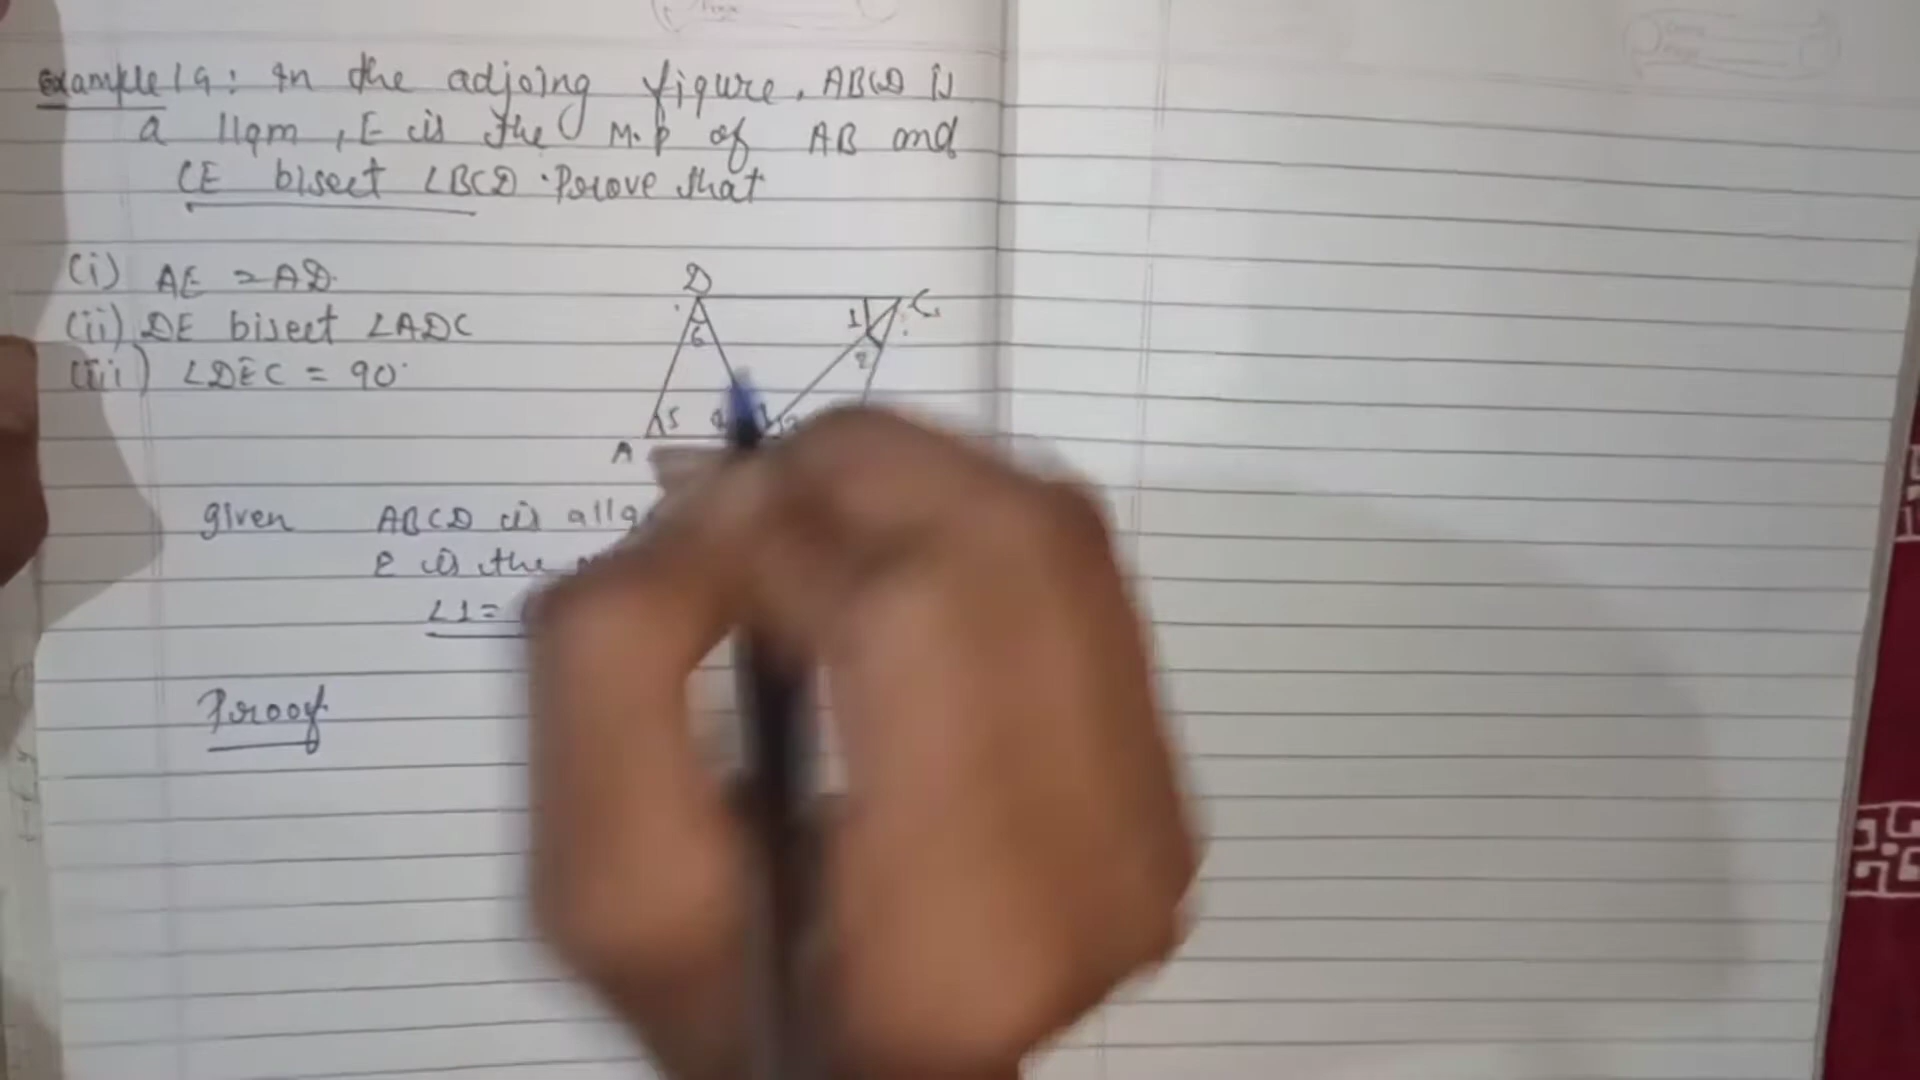 Example 19: In the adjoing figure, ABCD is
a llgm, E is the M.p of AB and
CE bisect ∠BCD. Prove that
(i) AE = AD.
(ii) DE bisect ∠ADC
(iii) ∠DEC = 90°
D
C
1
6
2
5
A
given ABCD is a llg
E is the
∠1=
Proof